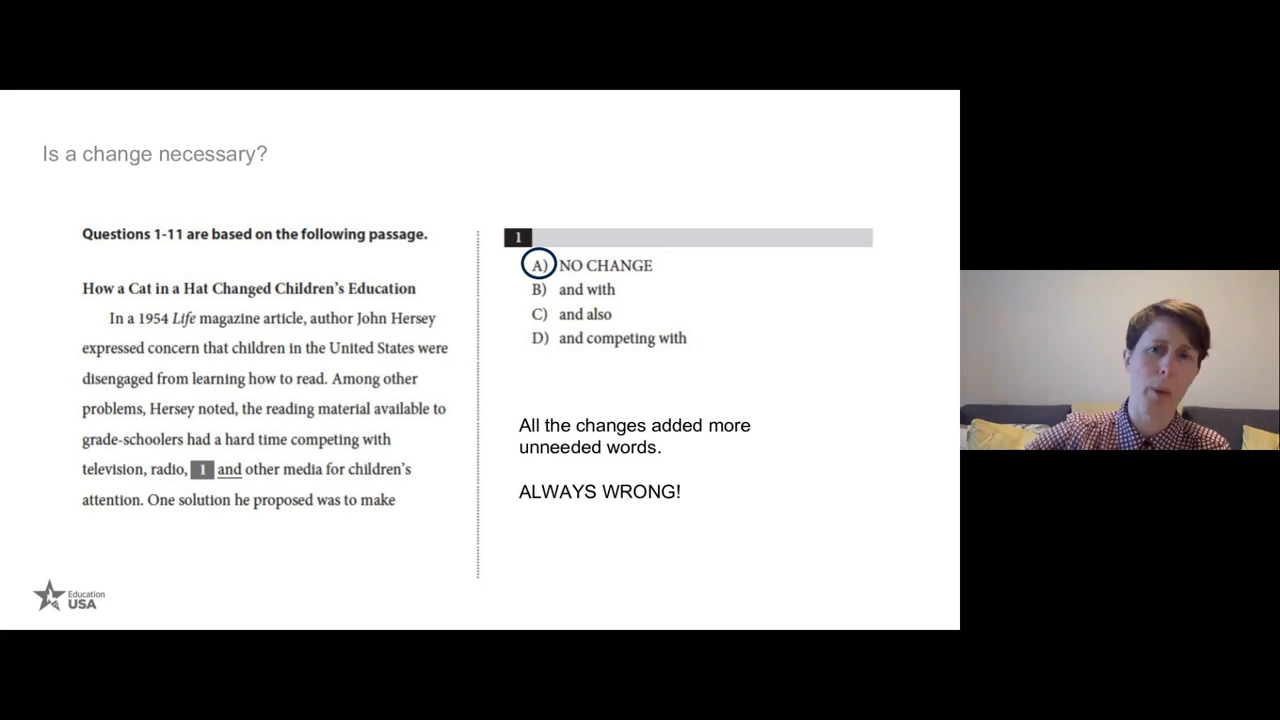 Is a change necessary?
Questions 1-11 are based on the following passage.
How a Cat in a Hat Changed Children's Education
In a 1954 Life magazine article, author John Hersey
expressed concern that children in the United States were
disengaged from learning how to read. Among other
problems, Hersey noted, the reading material available to
grade-schoolers had a hard time competing with
television, radio, 1 and other media for children's
attention. One solution he proposed was to make
1
A) NO CHANGE
B) and with
C) and also
D) and competing with
All the changes added more
unneeded words.
ALWAYS WRONG!
Education
USA